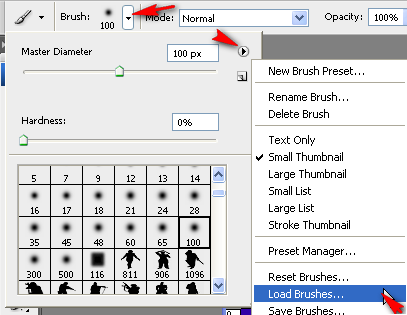 Brush: 100 Mode: Normal Opacity: 100%
Master Diameter 100 px
Hardness: 0%
5 7 9 12 13 14
16 17 18 21 24 28
35 45 48 60 65 100
300 500 116 811 906 1096
New Brush Preset...
Rename Brush...
Delete Brush
Text Only
Small Thumbnail
Large Thumbnail
Small List
Large List
Stroke Thumbnail
Preset Manager...
Reset Brushes...
Load Brushes...
Save Brushes...